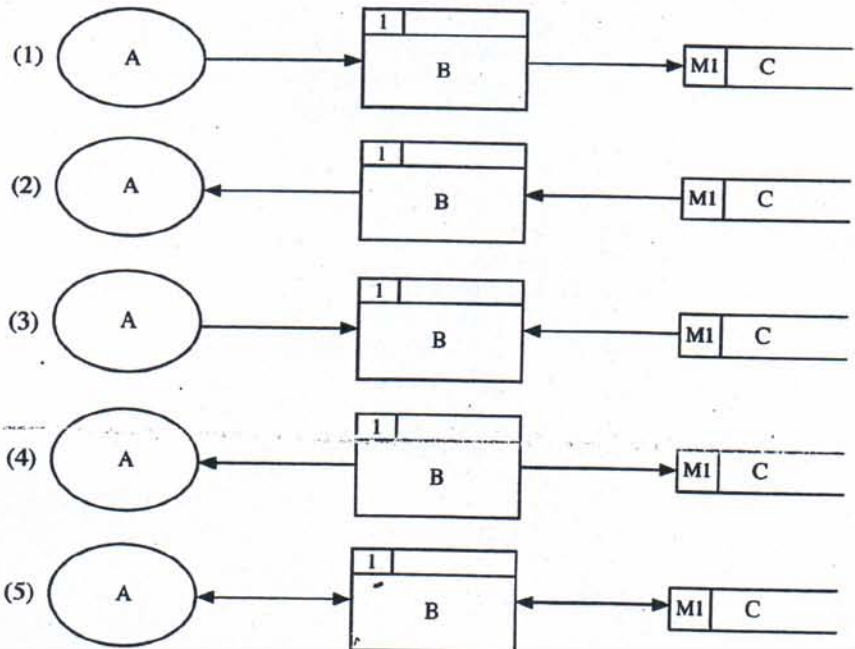 1
(1) A B M1 C
1
(2) A B M1 C
1
(3) A B M1 C
1
(4) A B M1 C
1
(5) A B M1 C